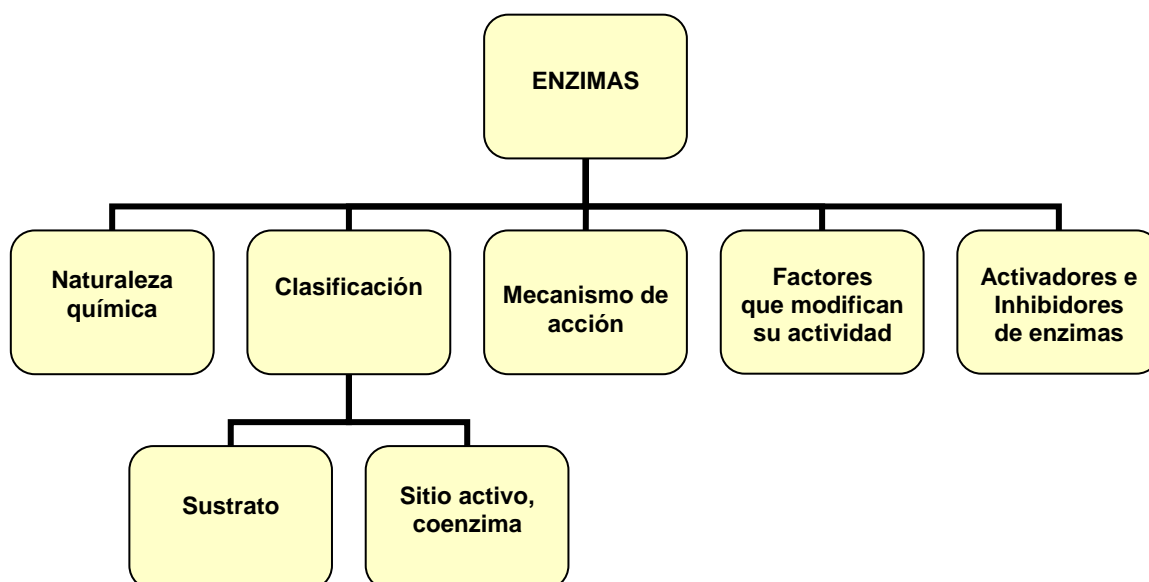 ENZIMAS
Naturaleza
química
Clasificación
Mecanismo de
acción
Factores
que modifican
su actividad
Activadores e
Inhibidores
de enzimas
Sustrato
Sitio activo,
coenzima